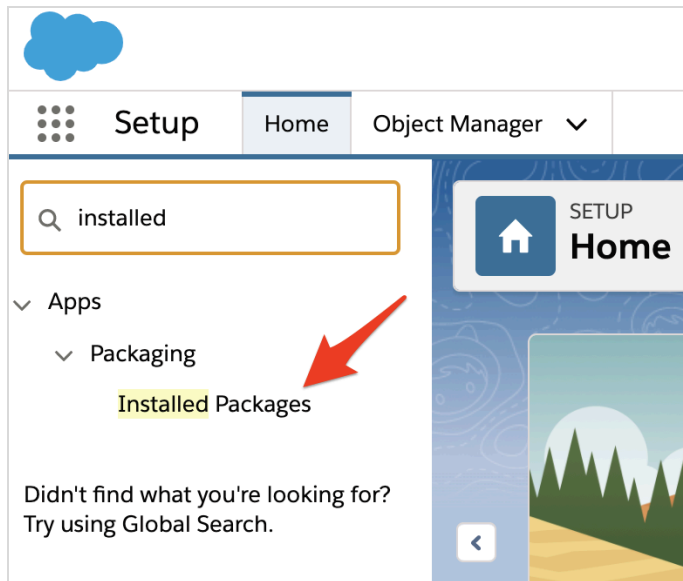 Setup
Home
Object Manager
installed
SETUP
Home
Apps
Packaging
Installed Packages
Didn't find what you're looking for?
Try using Global Search.